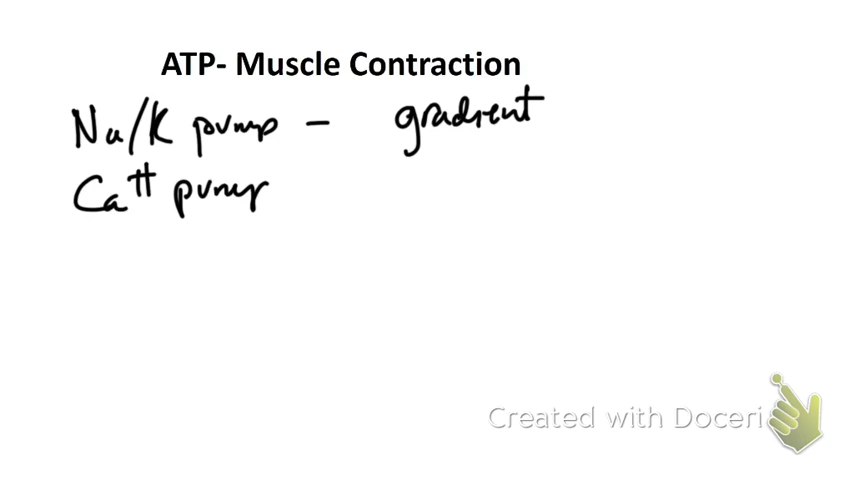 ATP- Muscle Contraction
Na/K pump - gradient
Ca++ pump
Created with Doceri